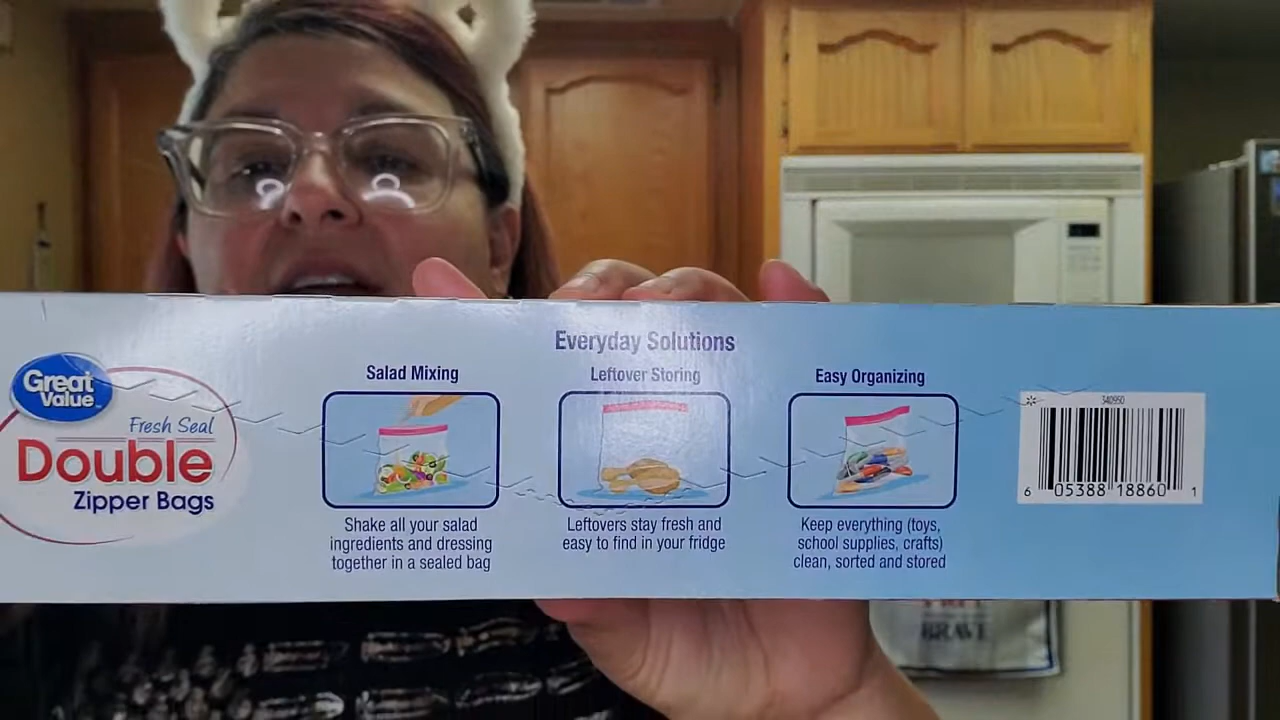 Everyday Solutions
Great
Value
Fresh Seal
Double
Zipper Bags
Salad Mixing
Shake all your salad
ingredients and dressing
together in a sealed bag
Leftover Storing
Leftovers stay fresh and
easy to find in your fridge
Easy Organizing
Keep everything (toys,
school supplies, crafts)
clean, sorted and stored
340950
6 05388 18860 1
BRAVE